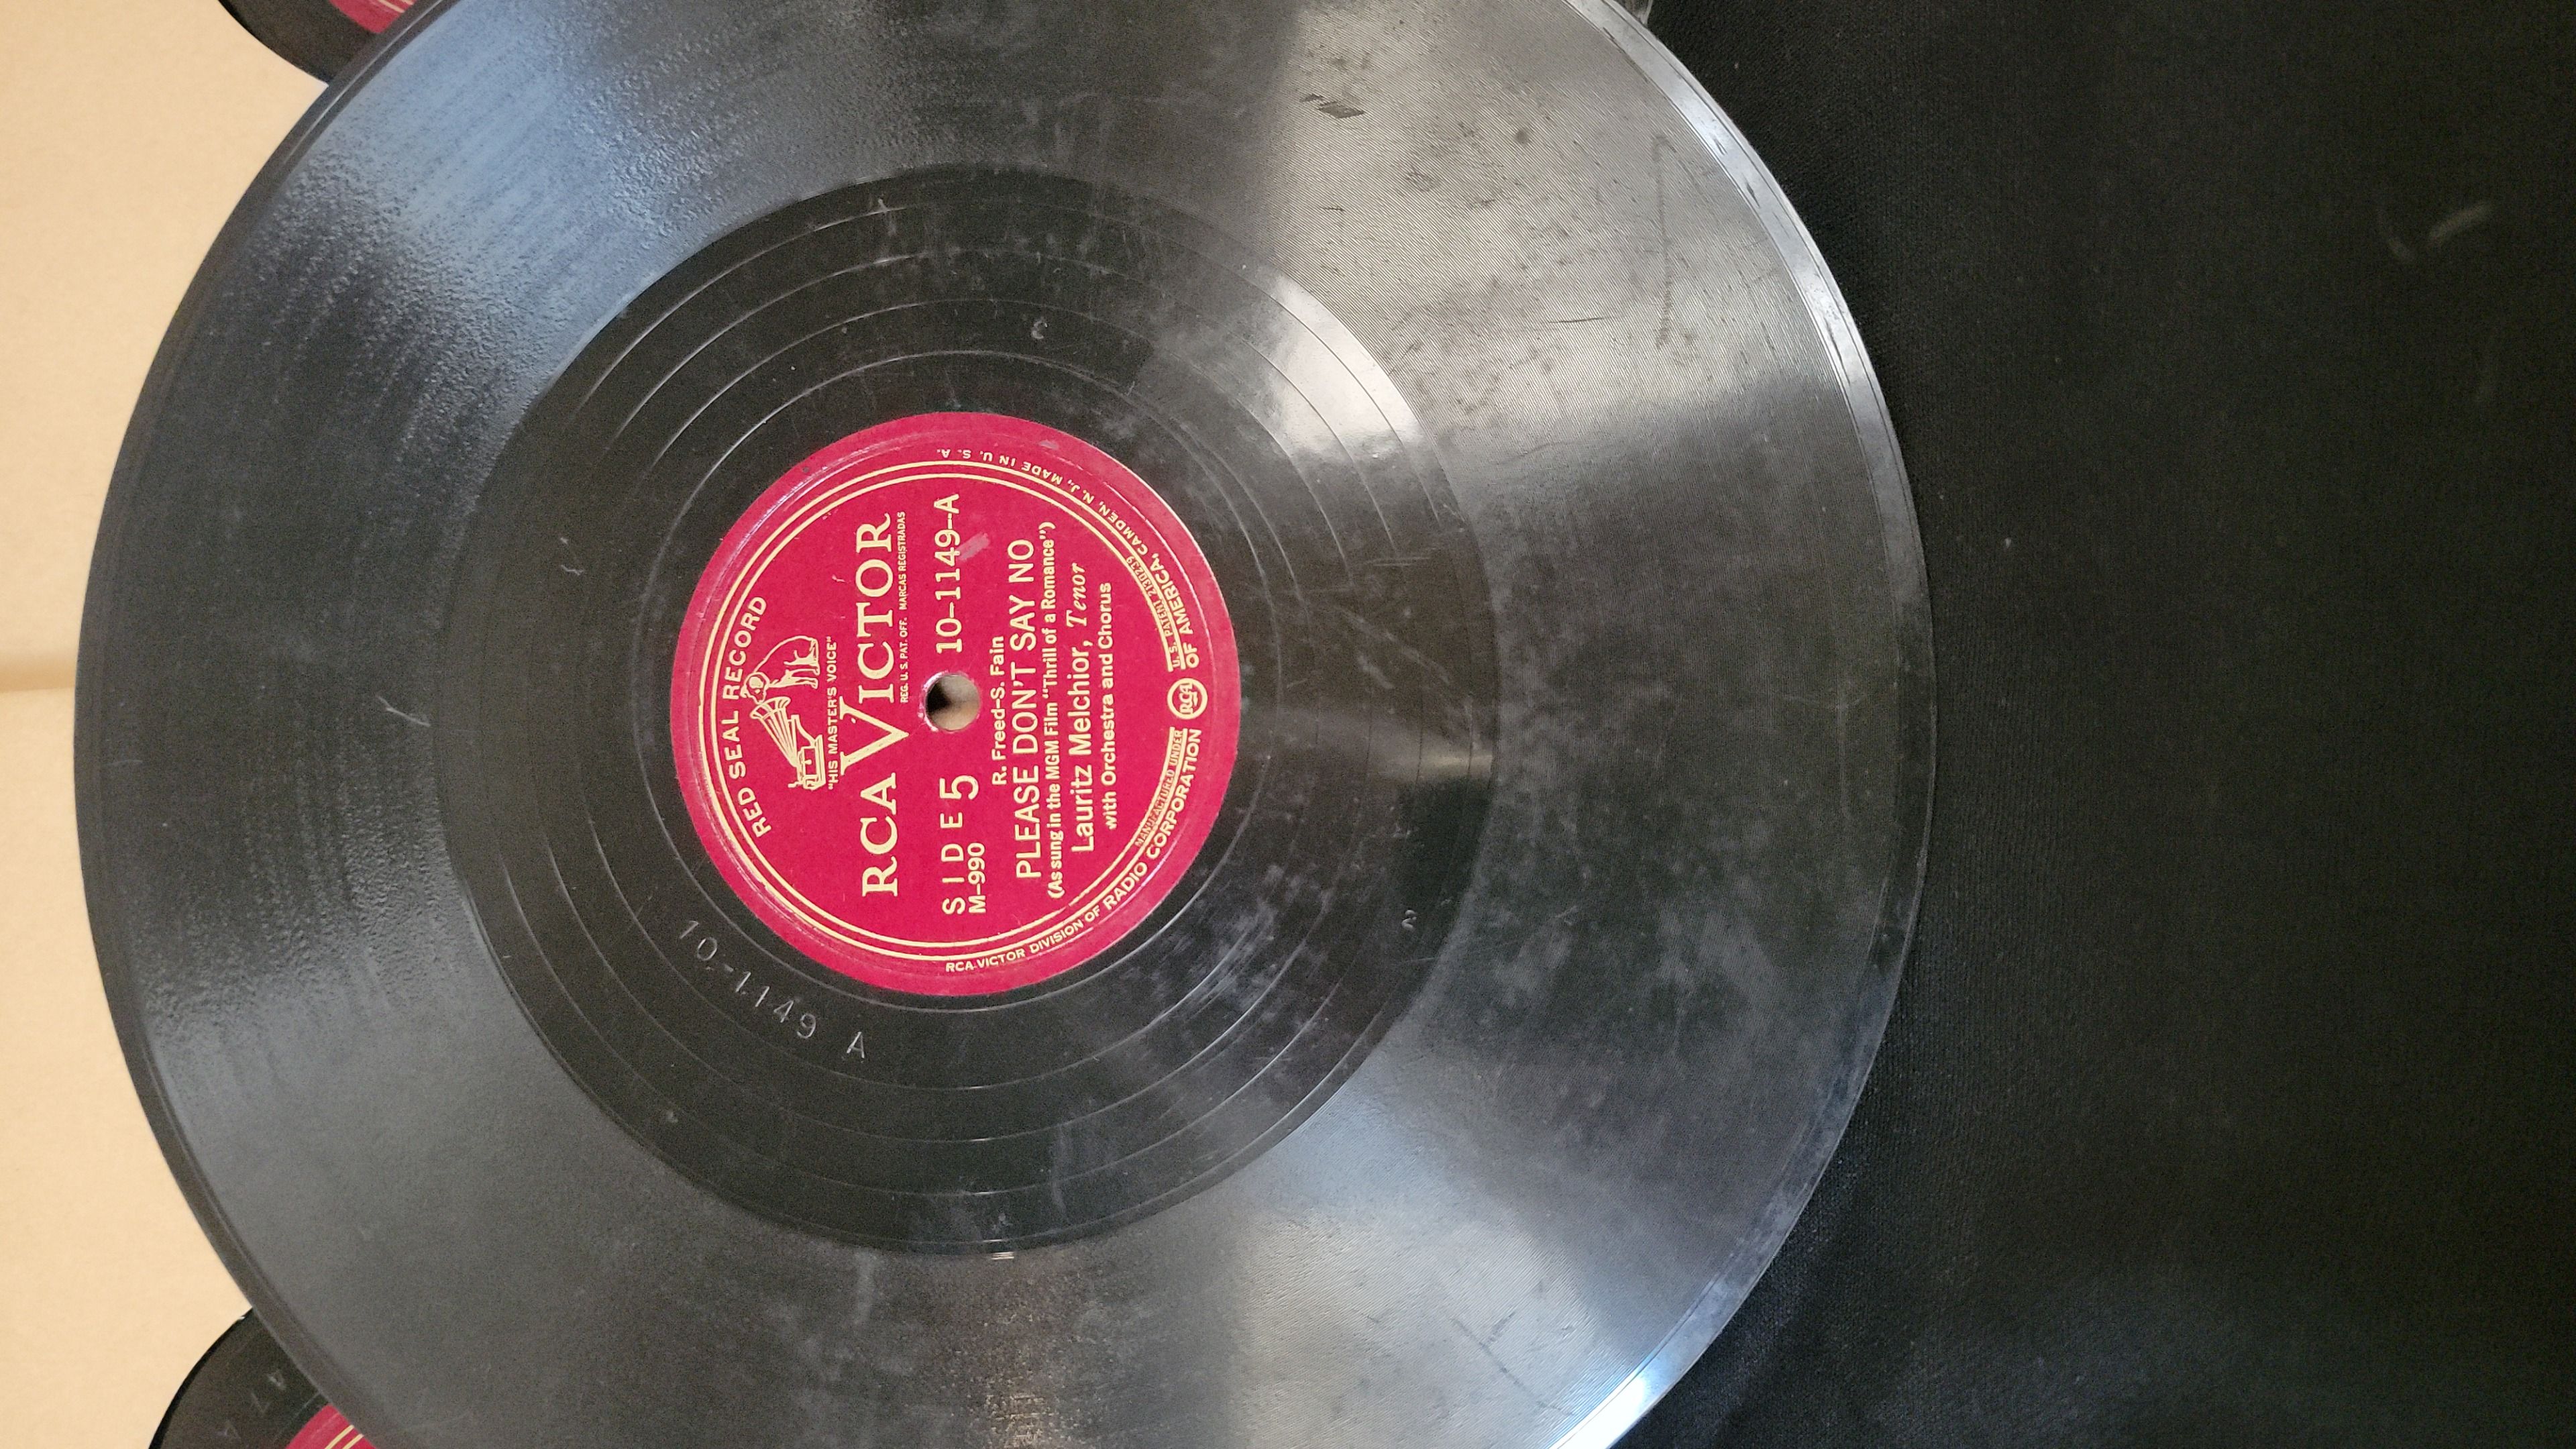 RED SEAL RECORD
"HIS MASTER'S VOICE"
RCA VICTOR
REG. U. S. PAT. OFF. MARCAS REGISTRADAS
SIDE 5
M-990
10-1149-A
R. Freed-S. Fain
PLEASE DON'T SAY NO
(As sung in the MGM Film "Thrill of a Romance")
Lauritz Melchior, Tenor
with Orchestra and Chorus
MANUFACTURED UNDER RCA U. S. PATENT 2130239
RCA-VICTOR DIVISION OF RADIO CORPORATION OF AMERICA, CAMDEN, N. J., MADE IN U. S. A.
10-1149 A
2